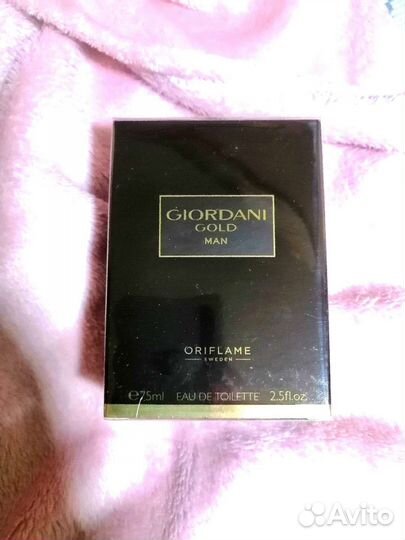 GIORDANI
GOLD
MAN
ORIFLAME
SWEDEN
℮75ml EAU DE TOILETTE 2.5fl.oz.
Avito